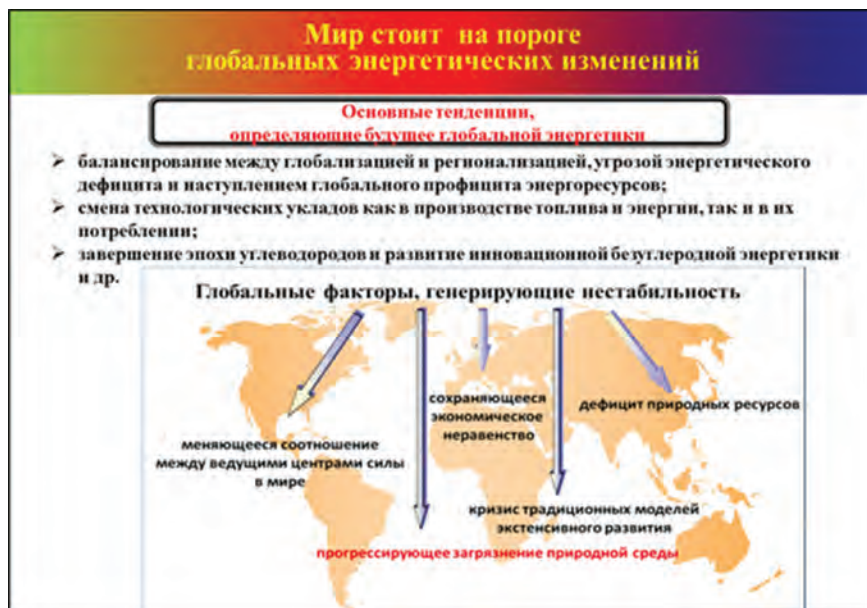 Мир стоит на пороге
глобальных энергетических изменений
Основные тенденции,
определяющие будущее глобальной энергетики
➢ балансирование между глобализацией и регионализацией, угрозой энергетического
дефицита и наступлением глобального профицита энергоресурсов;
➢ смена технологических укладов как в производстве топлива и энергии, так и в их
потреблении;
➢ завершение эпохи углеводородов и развитие инновационной безуглеродной энергетики
и др.
Глобальные факторы, генерирующие нестабильность
меняющееся соотношение
между ведущими центрами силы
в мире
сохраняющееся
экономическое
неравенство
дефицит природных ресурсов
кризис традиционных моделей
экстенсивного развития
прогрессирующее загрязнение природной среды